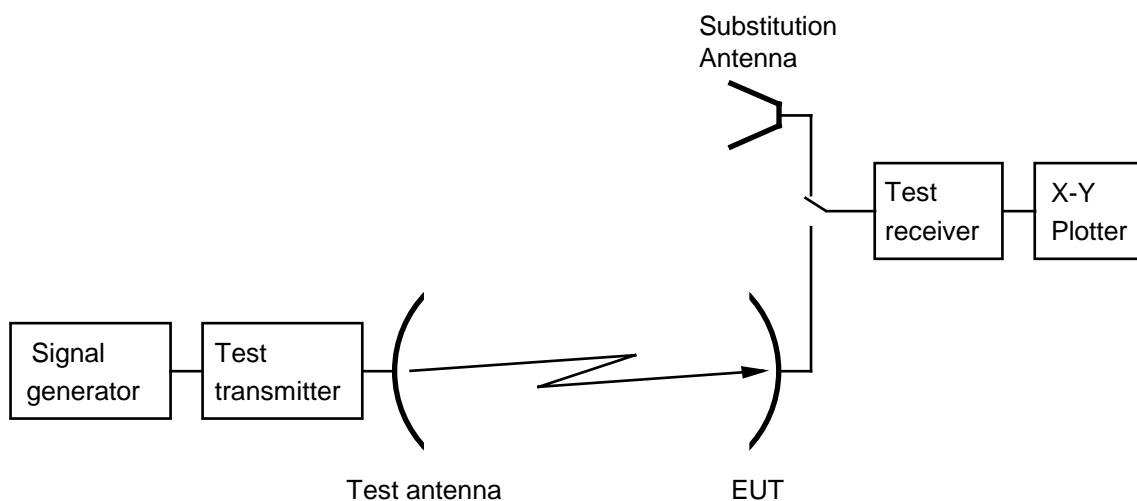 Substitution
Antenna
Test
receiver
X-Y
Plotter
Signal
generator
Test
transmitter
Test antenna
EUT